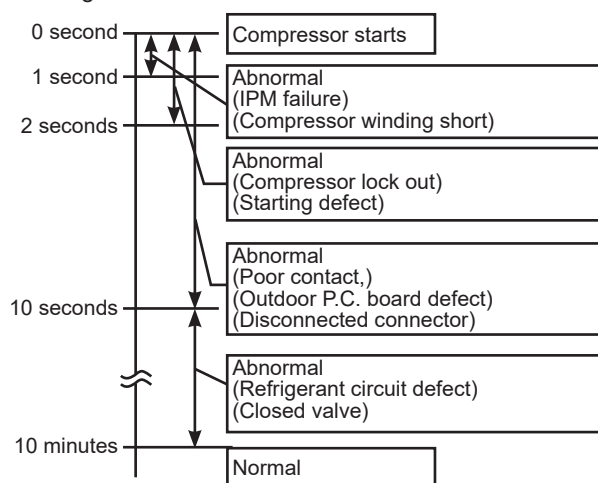 0 second
Compressor starts
1 second
Abnormal
(IPM failure)
(Compressor winding short)
2 seconds
Abnormal
(Compressor lock out)
(Starting defect)
Abnormal
(Poor contact,)
(Outdoor P.C. board defect)
(Disconnected connector)
10 seconds
Abnormal
(Refrigerant circuit defect)
(Closed valve)
10 minutes
Normal